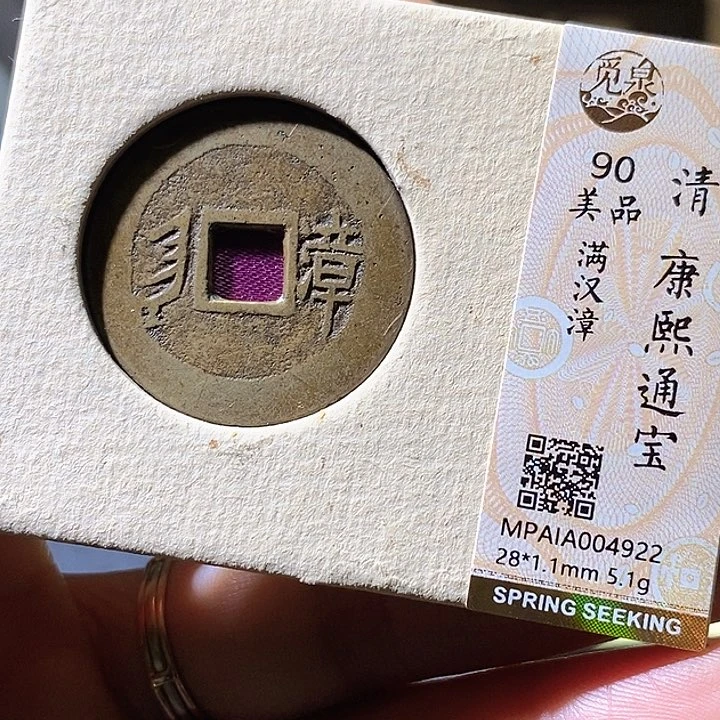 漳
觅泉
90
美品
满汉漳
清 康熙通宝
MPAIA004922
28*1.1mm 5.1g
SPRING SEEKING